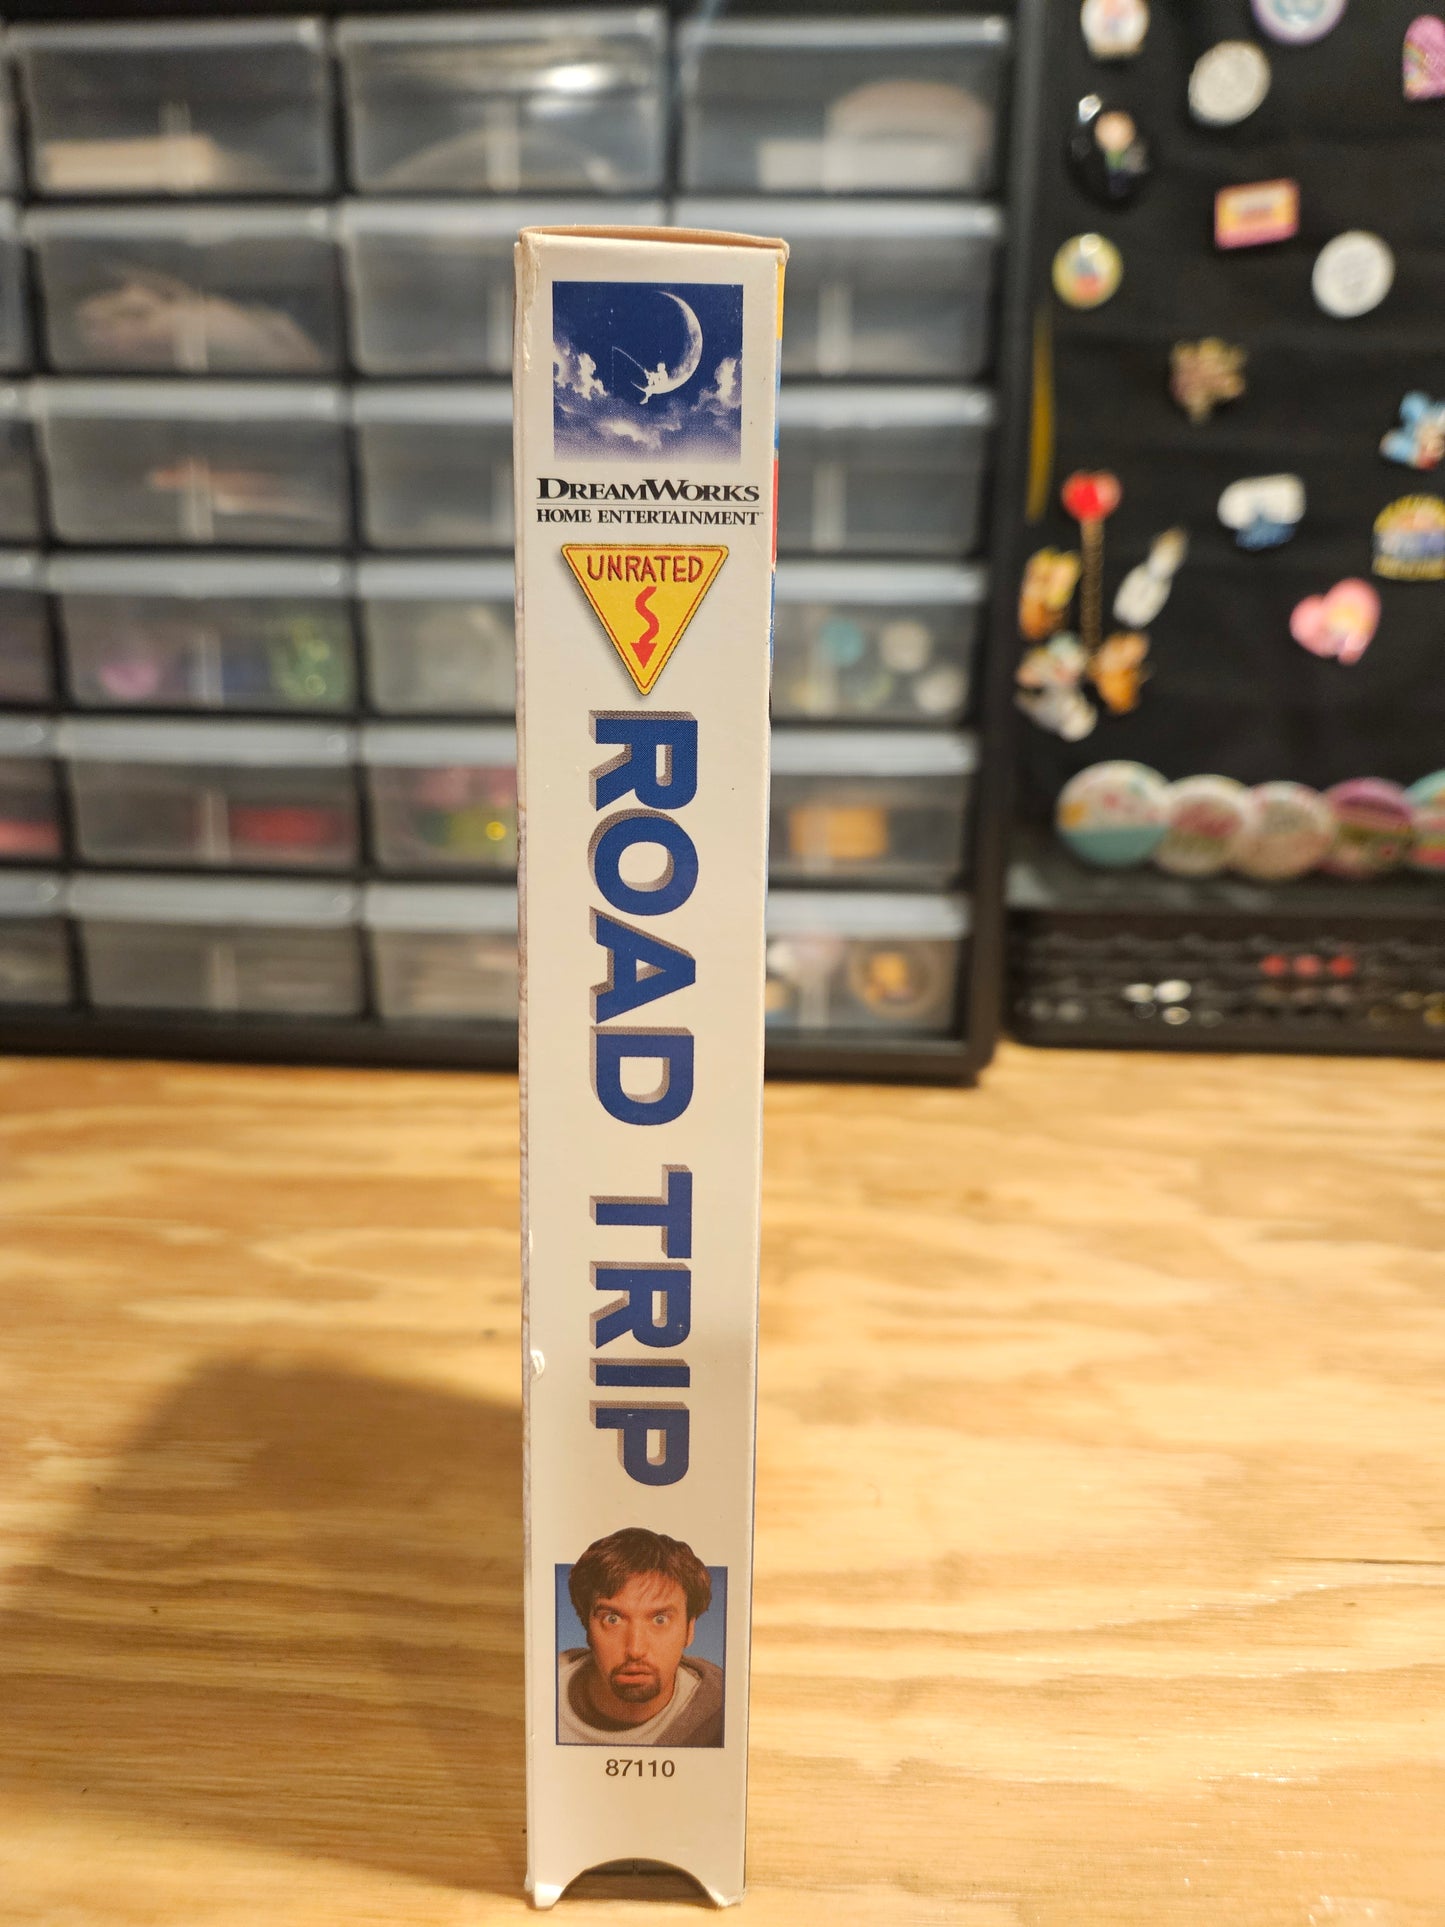 DREAMWORKS
HOME ENTERTAINMENT
UNRATED
ROAD TRIP
87110